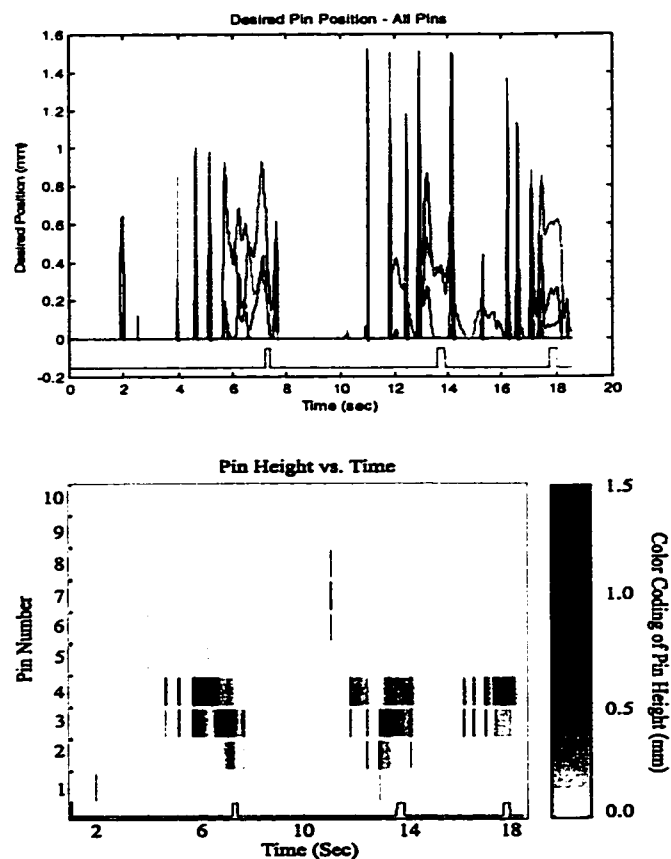 Desired Pin Position - All Pins
1.6
1.4
1.2
1
0.8
0.6
0.4
0.2
0
-0.2
Desired Position (mm)
0 2 4 6 8 10 12 14 16 18 20
Time (sec)
Pin Height vs. Time
10
9
8
7
6
5
4
3
2
1
Pin Number
2 6 10 14 18
Time (Sec)
1.5
1.0
0.5
0.0
Color Coding of Pin Height (mm)